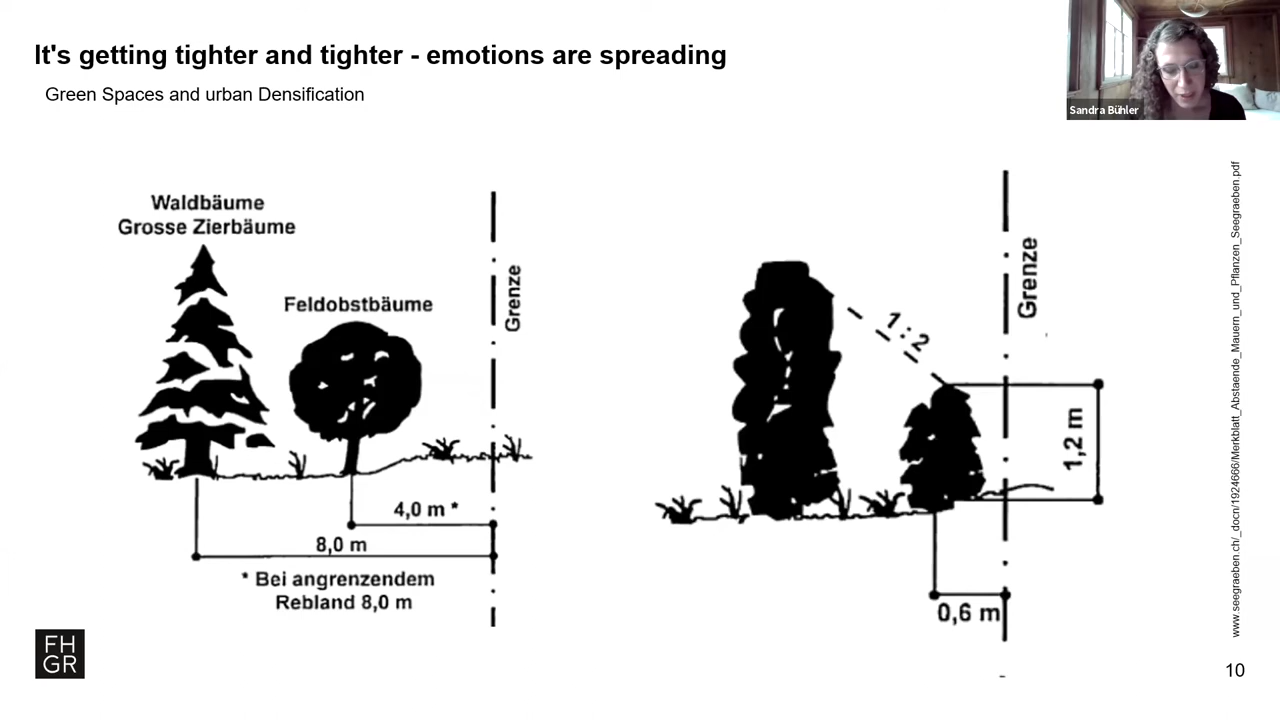 It's getting tighter and tighter - emotions are spreading
Green Spaces and urban Densification
Sandra Bühler
Waldbäume
Grosse Zierbäume
Feldobstbäume
Grenze
4,0 m *
8,0 m
* Bei angrenzendem
Rebland 8,0 m
1 : 2
Grenze
1,2 m
0,6 m
www.seegraeben.ch/_docn/1924666/Merkblatt_Abstaende_Mauern_und_Pflanzen_Seegraeben.pdf
FH
GR
10